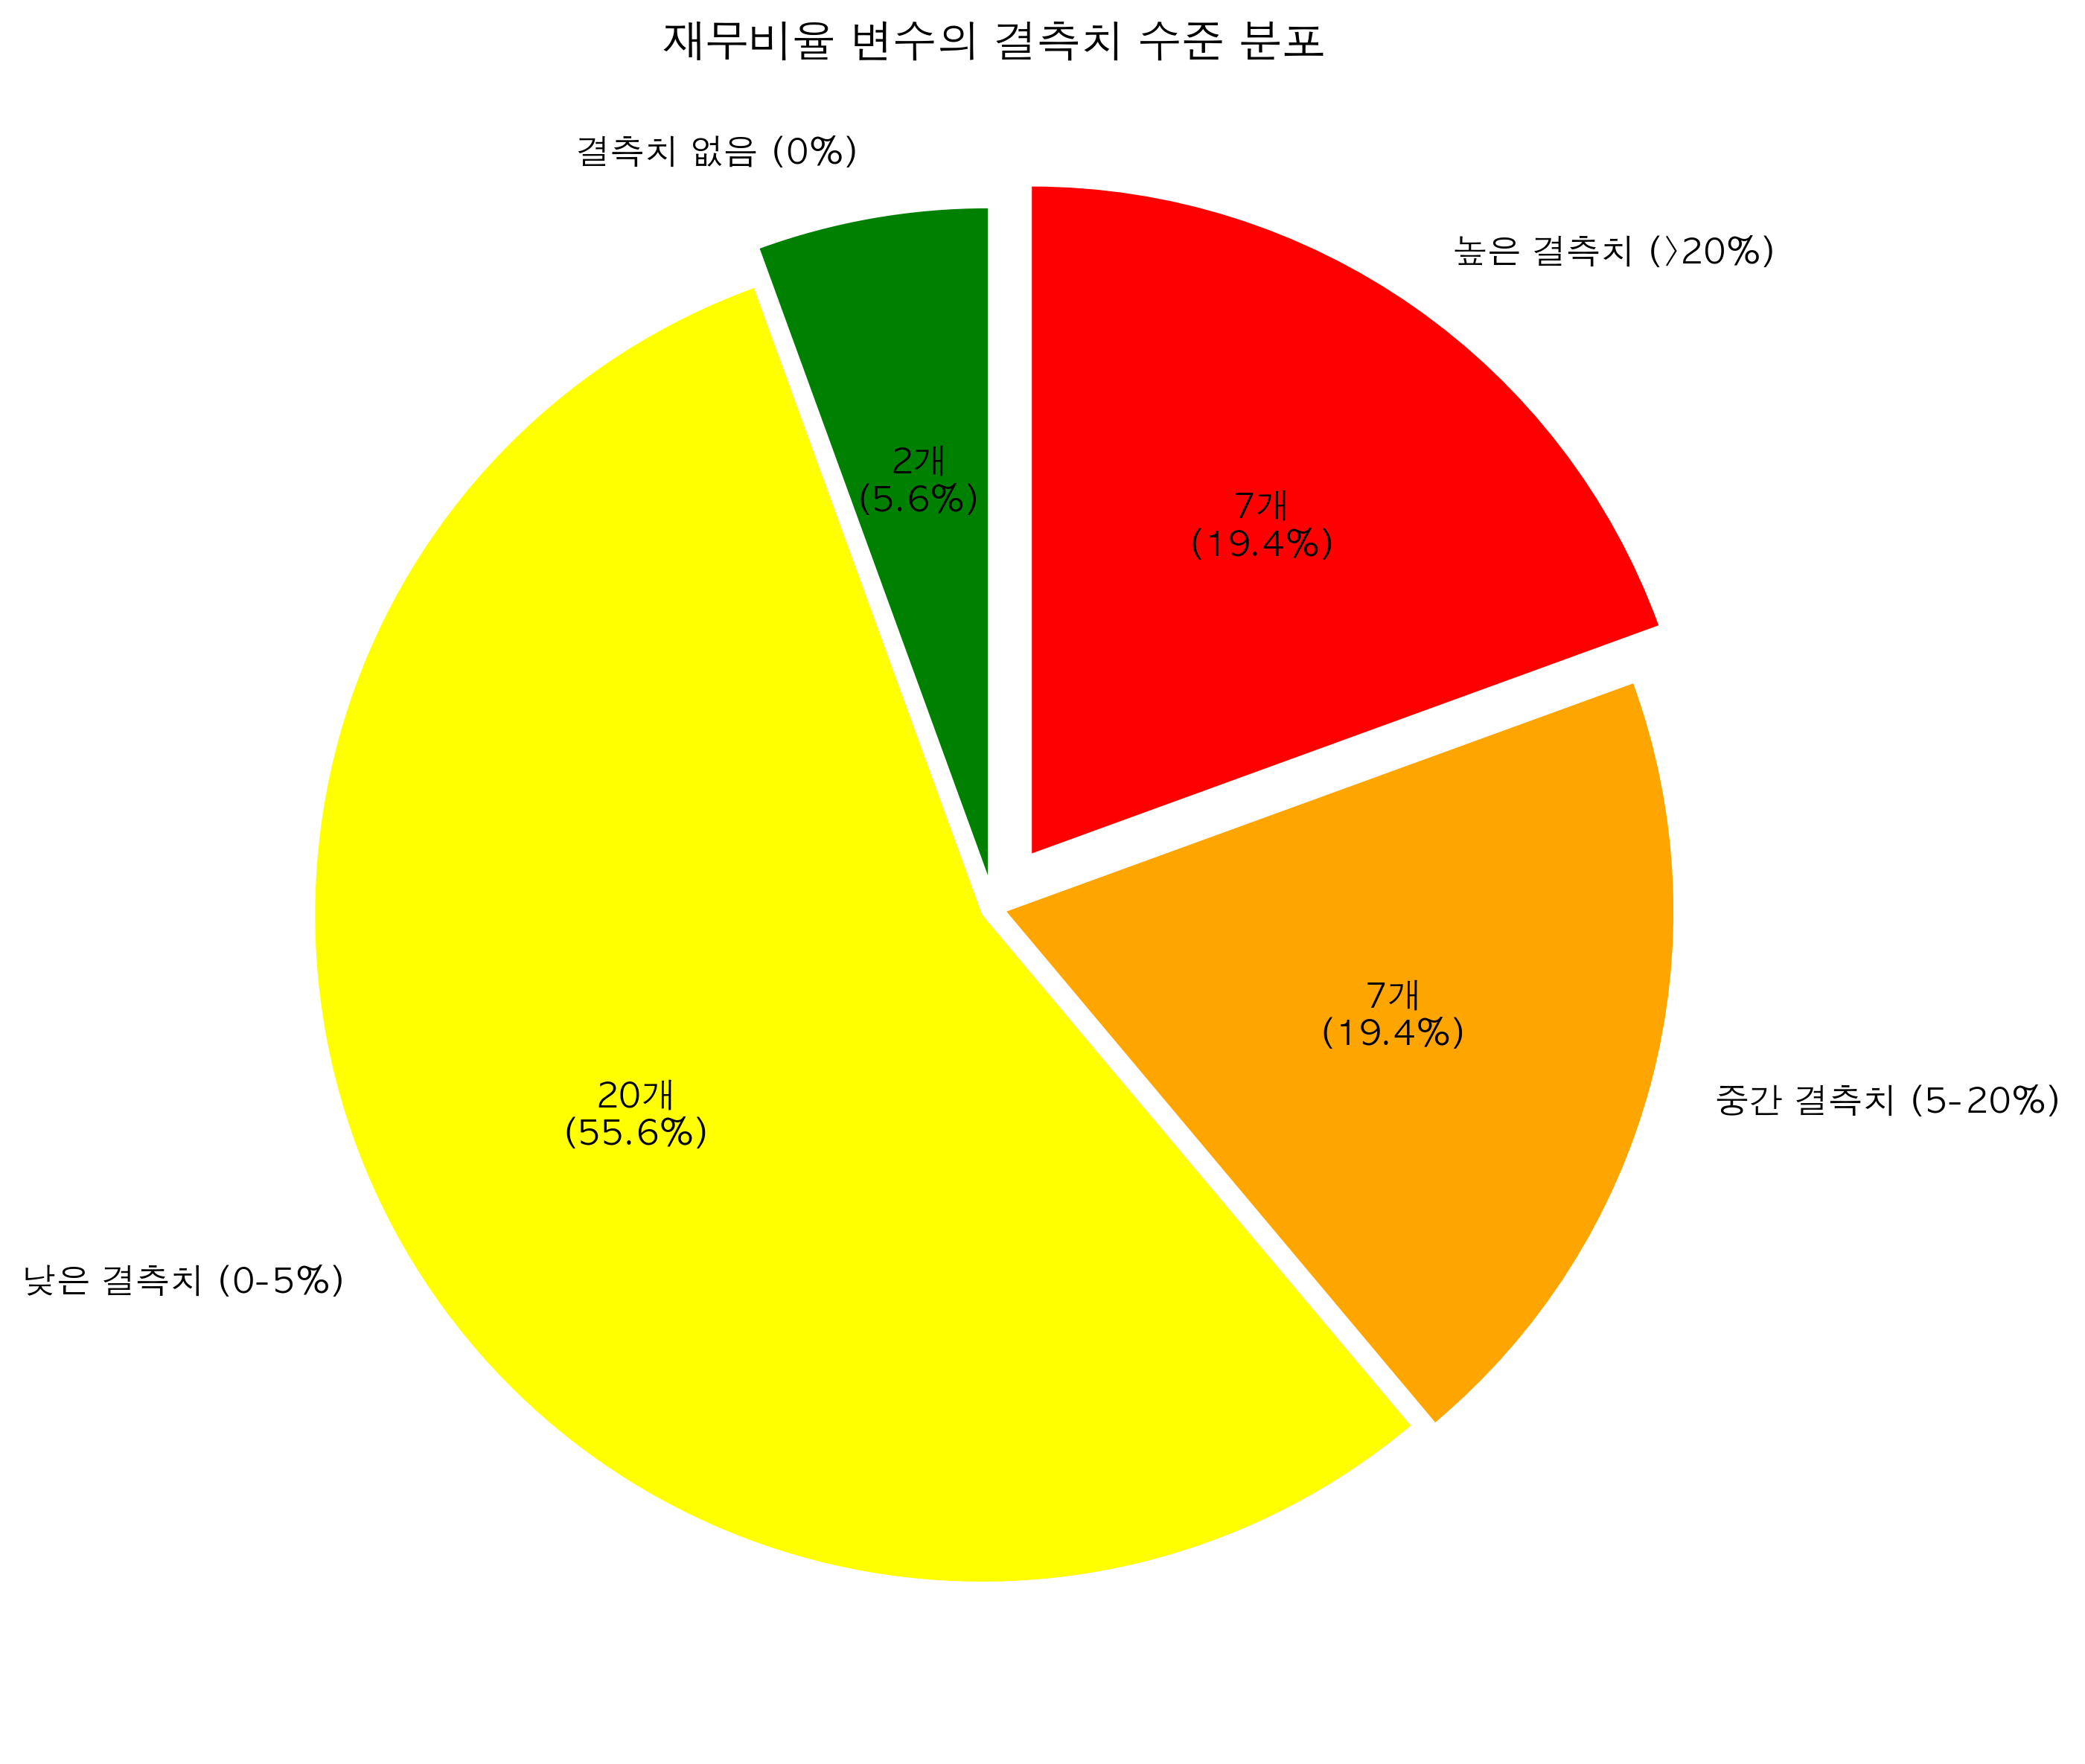 재무비율 변수의 결측치 수준 분포
결측치 없음 (0%)
높은 결측치 (>20%)
2개
(5.6%)
7개
(19.4%)
7개
(19.4%)
20개
(55.6%)
중간 결측치 (5-20%)
낮은 결측치 (0-5%)